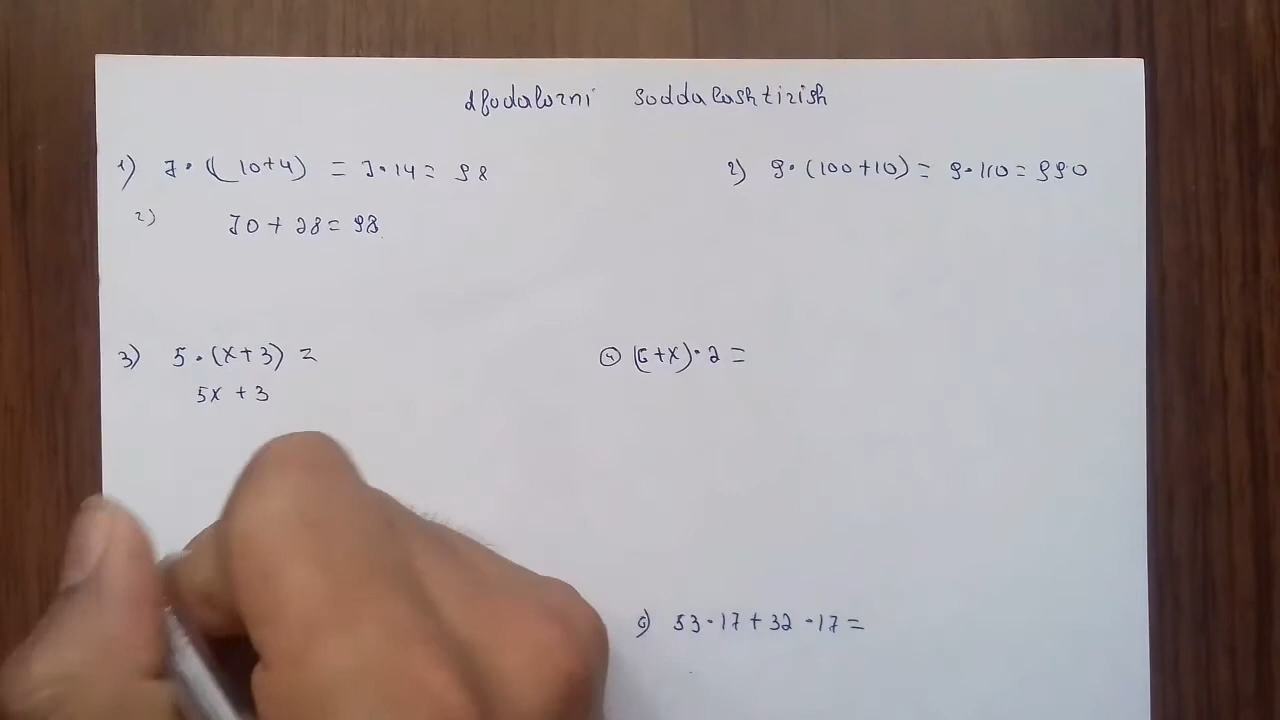 Ifodalarni soddalashtirish
1) 7·(10+4) = 7·14= 98
2) 9·(100+10)= 9·110=990
2) 70+28=98
3) 5·(x+3) =
5x+3
4 (6+x)·2=
6) 53·17+32·17=